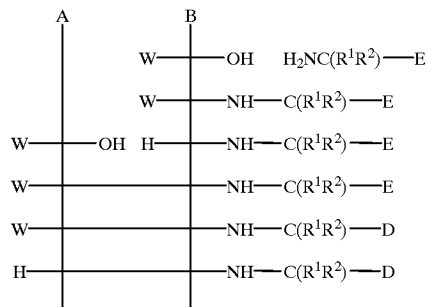 A B
W OH H₂NC(R¹R²) E
W NH C(R¹R²) E
W OH H NH C(R¹R²) E
W NH C(R¹R²) E
W NH C(R¹R²) D
H NH C(R¹R²) D